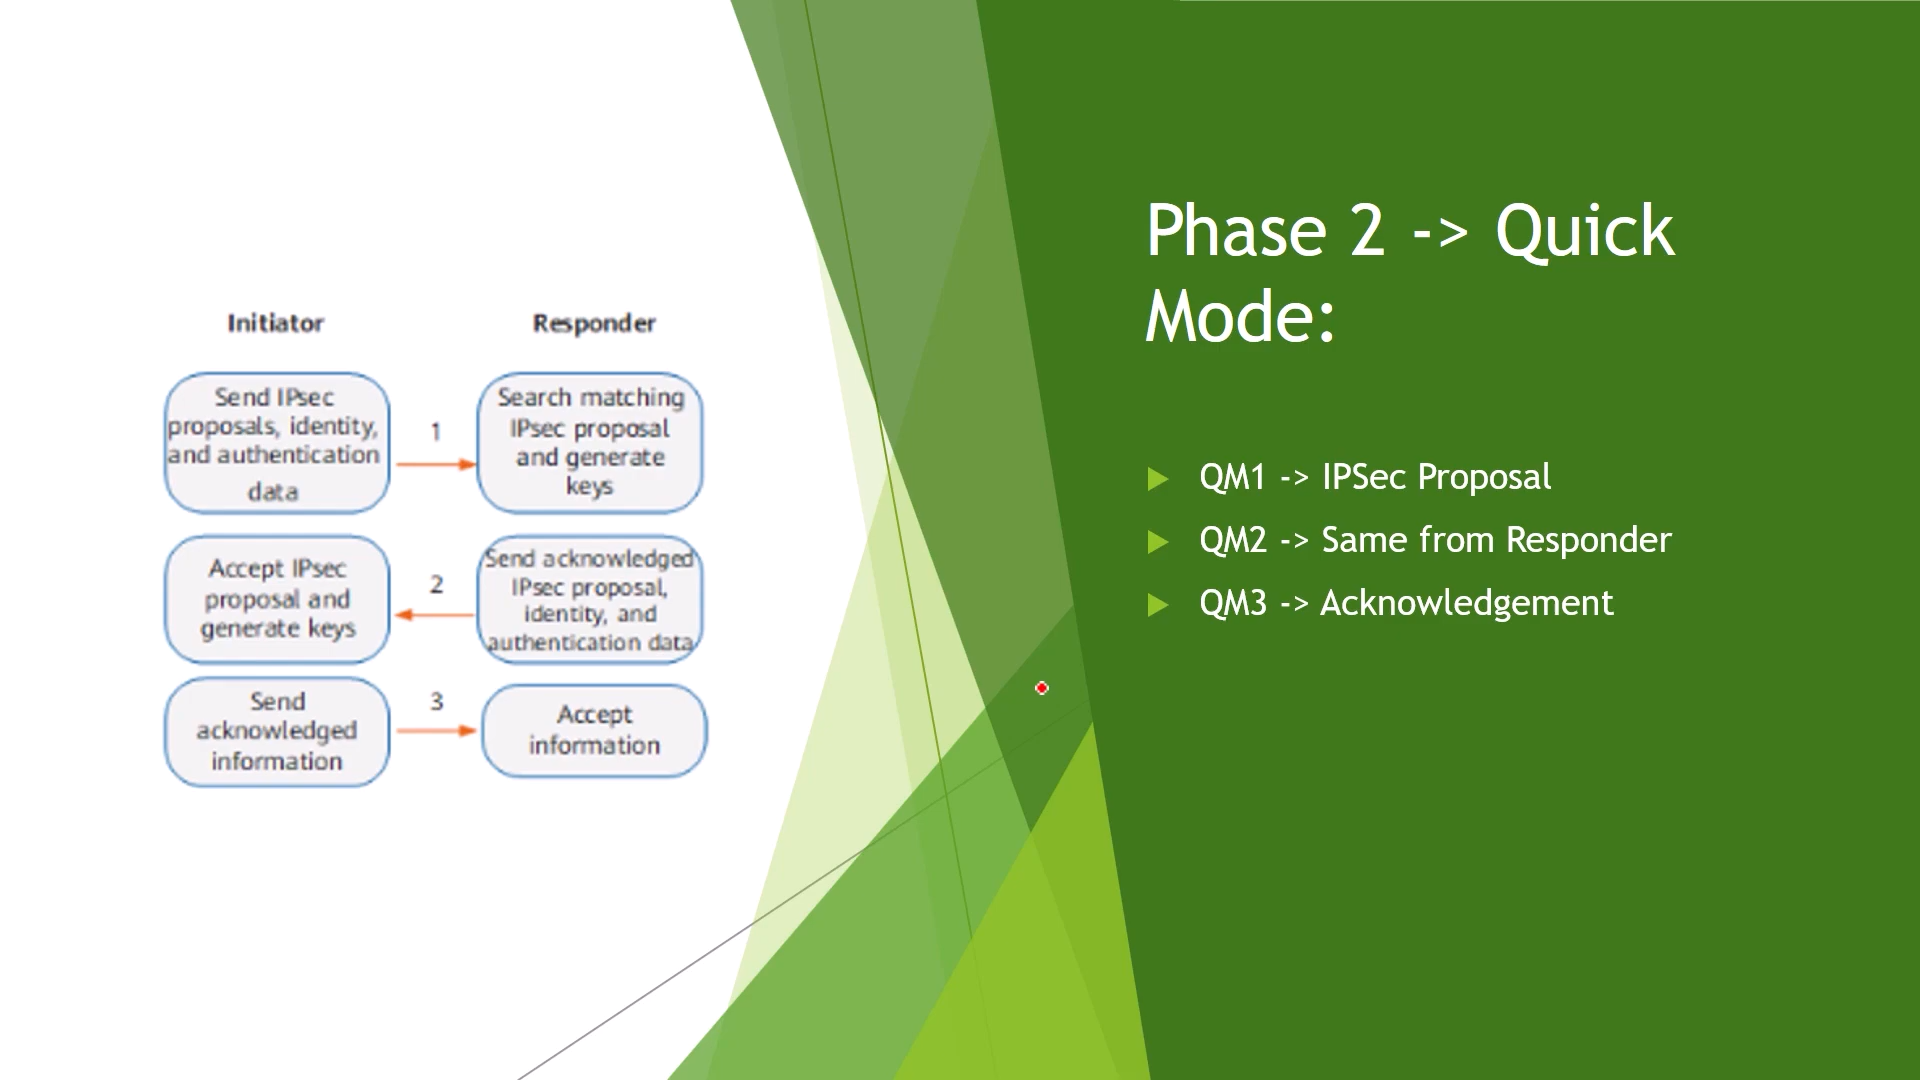 Initiator
Responder
Send IPsec
proposals, identity,
and authentication
data
1
Search matching
IPsec proposal
and generate
keys
Accept IPsec
proposal and
generate keys
2
Send acknowledged
IPsec proposal,
identity, and
authentication data
Send
acknowledged
information
3
Accept
information
Phase 2 -> Quick
Mode:
QM1 -> IPSec Proposal
QM2 -> Same from Responder
QM3 -> Acknowledgement